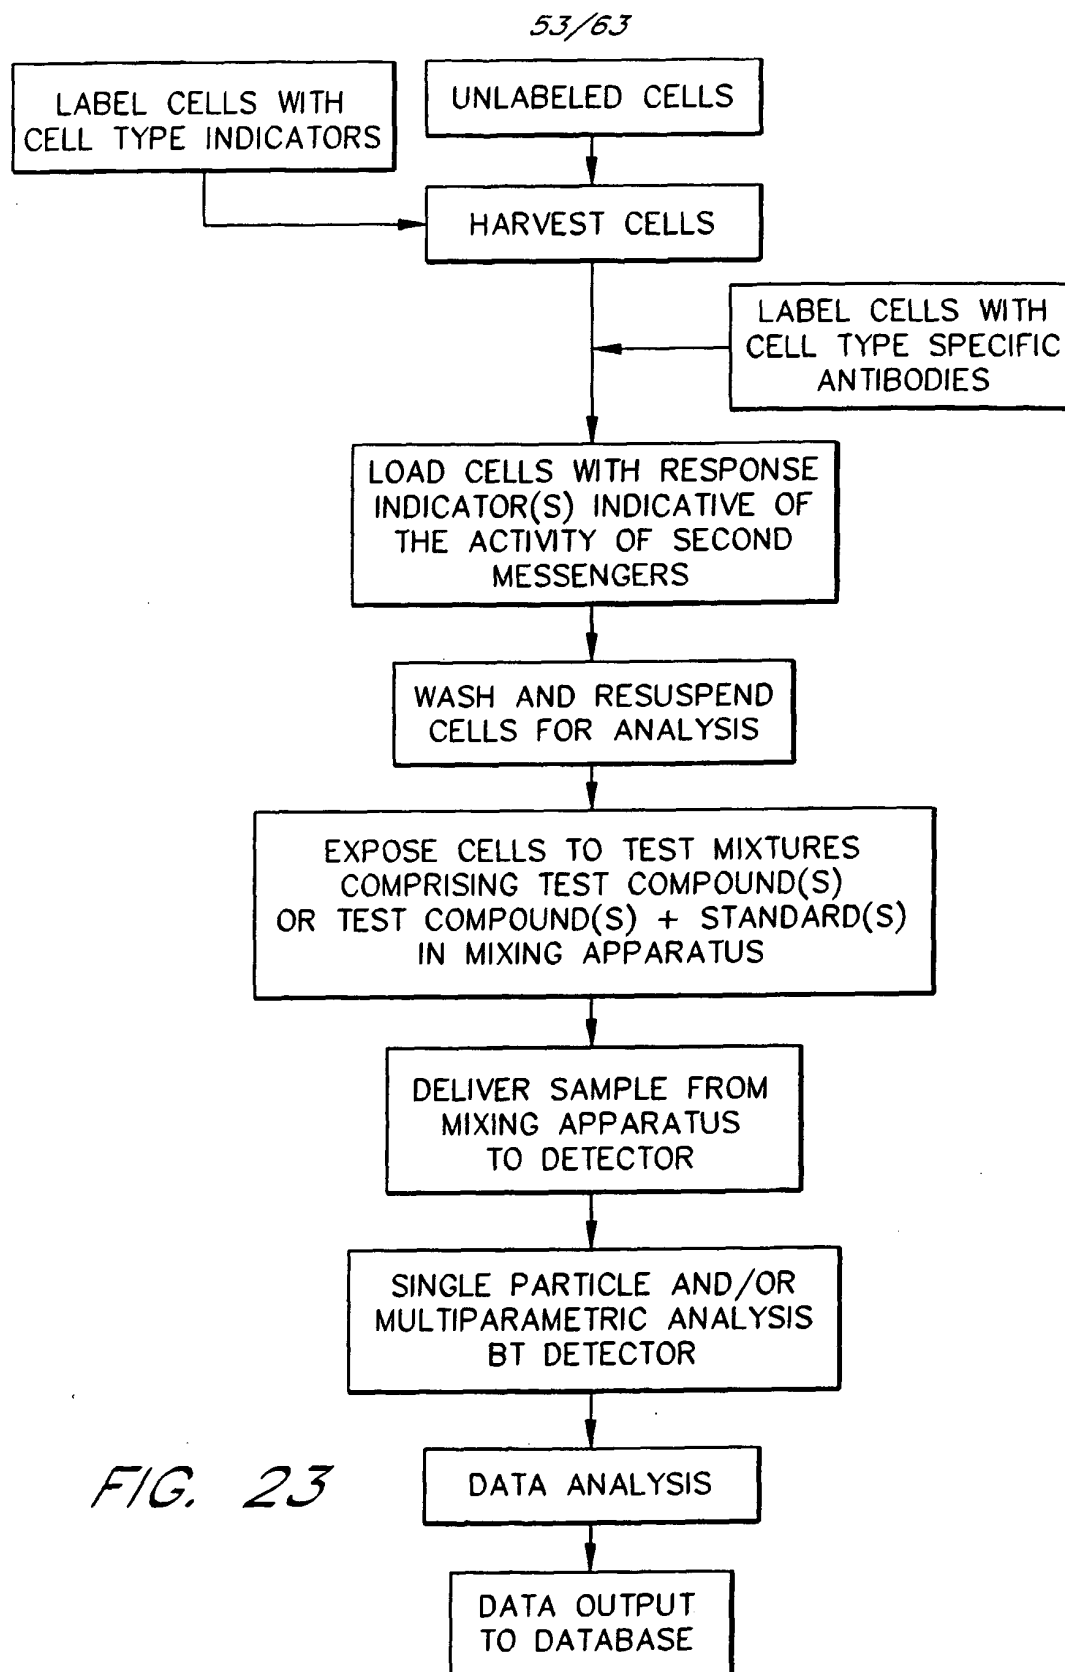 53/63
LABEL CELLS WITH
CELL TYPE INDICATORS
UNLABELED CELLS
HARVEST CELLS
LABEL CELLS WITH
CELL TYPE SPECIFIC
ANTIBODIES
LOAD CELLS WITH RESPONSE
INDICATOR(S) INDICATIVE OF
THE ACTIVITY OF SECOND
MESSENGERS
WASH AND RESUSPEND
CELLS FOR ANALYSIS
EXPOSE CELLS TO TEST MIXTURES
COMPRISING TEST COMPOUND(S)
OR TEST COMPOUND(S) + STANDARD(S)
IN MIXING APPARATUS
DELIVER SAMPLE FROM
MIXING APPARATUS
TO DETECTOR
SINGLE PARTICLE AND/OR
MULTIPARAMETRIC ANALYSIS
BT DETECTOR
DATA ANALYSIS
DATA OUTPUT
TO DATABASE
FIG. 23